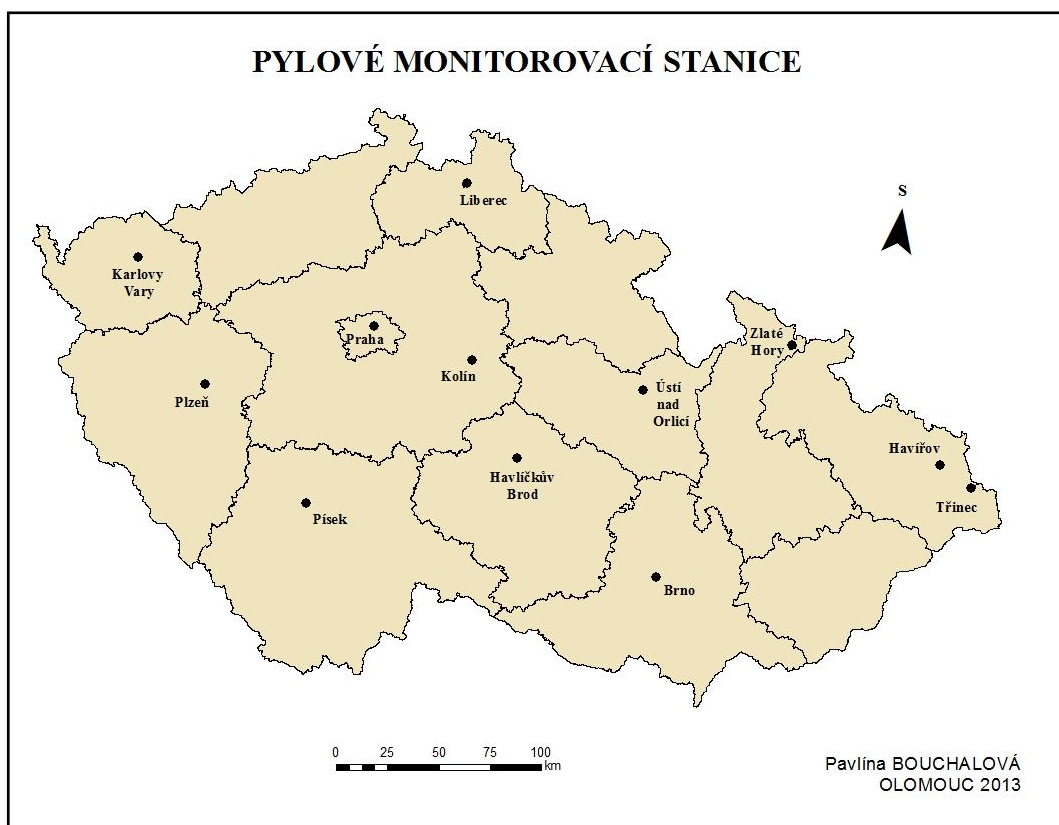 PYLOVÉ MONITOROVACÍ STANICE
S
Liberec
Karlovy
Vary
Praha
Zlaté
Hory
Kolín
Plzeň
Ústí
nad
Orlicí
Havířov
Havlíčkův
Brod
Třinec
Písek
Brno
0 25 50 75 100
km
Pavlína BOUCHALOVÁ
OLOMOUC 2013